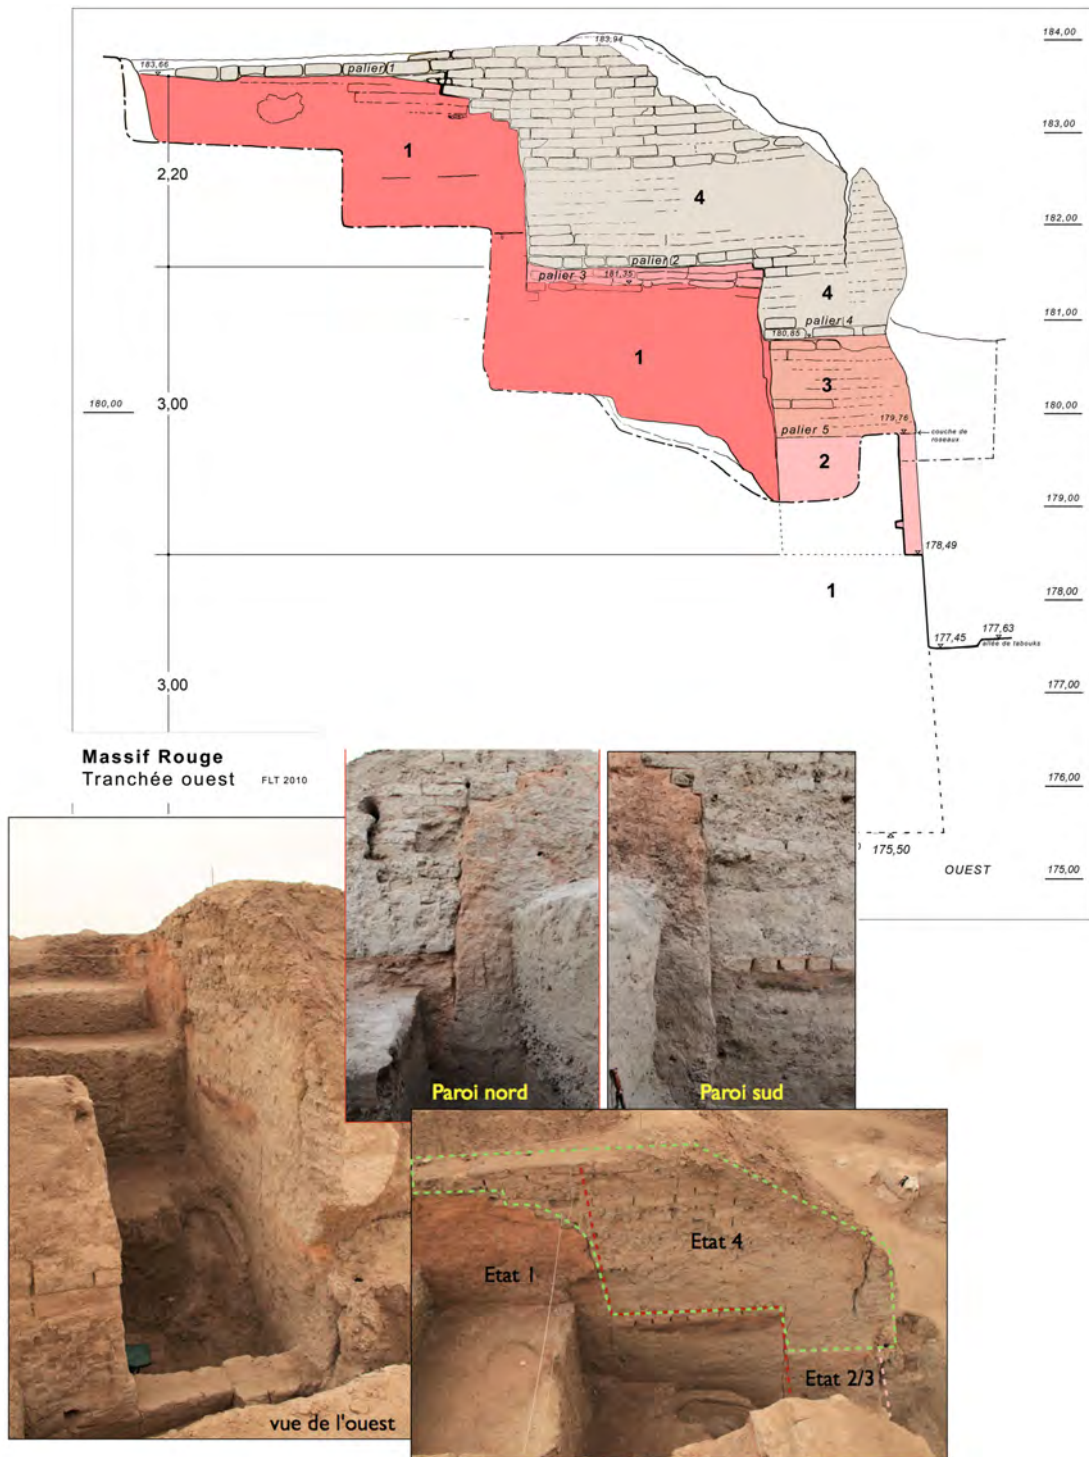 184,00
183,94
183,66
palier 1
183,00
1
2,20
4
182,00
palier 2
palier 3
181,35
4
181,00
palier 4
180,85
1
3
180,00
3,00
180,00
179,76
couche de
roseaux
palier 5
2
179,00
178,49
1
178,00
177,63
177,45
allée de tabouks
177,00
3,00
Massif Rouge
Tranchée ouest FLT 2010
176,00
175,50
OUEST
175,00
Paroi nord
Paroi sud
Etat 4
Etat 1
Etat 2/3
vue de l'ouest